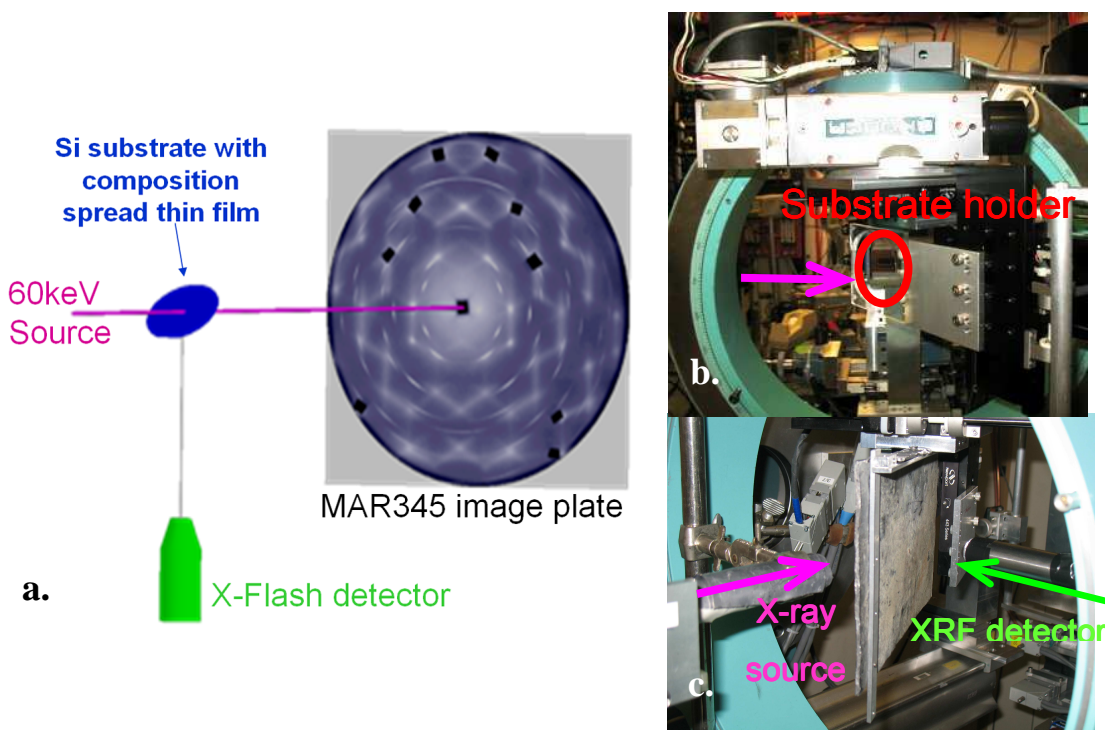 Si substrate with
composition
spread thin film
60keV
Source
MAR345 image plate
X-Flash detector
a.
Substrate holder
b.
X-ray
source
XRF detector
c.